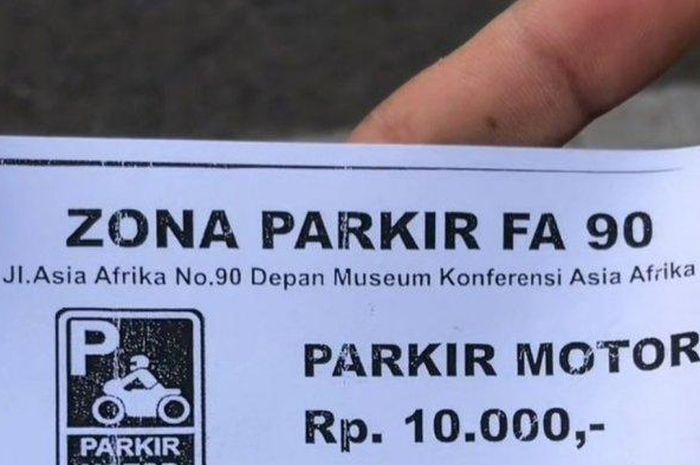 ZONA PARKIR FA 90
Jl.Asia Afrika No.90 Depan Museum Konferensi Asia Afrika
P
PARKIR MOTOR
Rp. 10.000,-
PARKIR